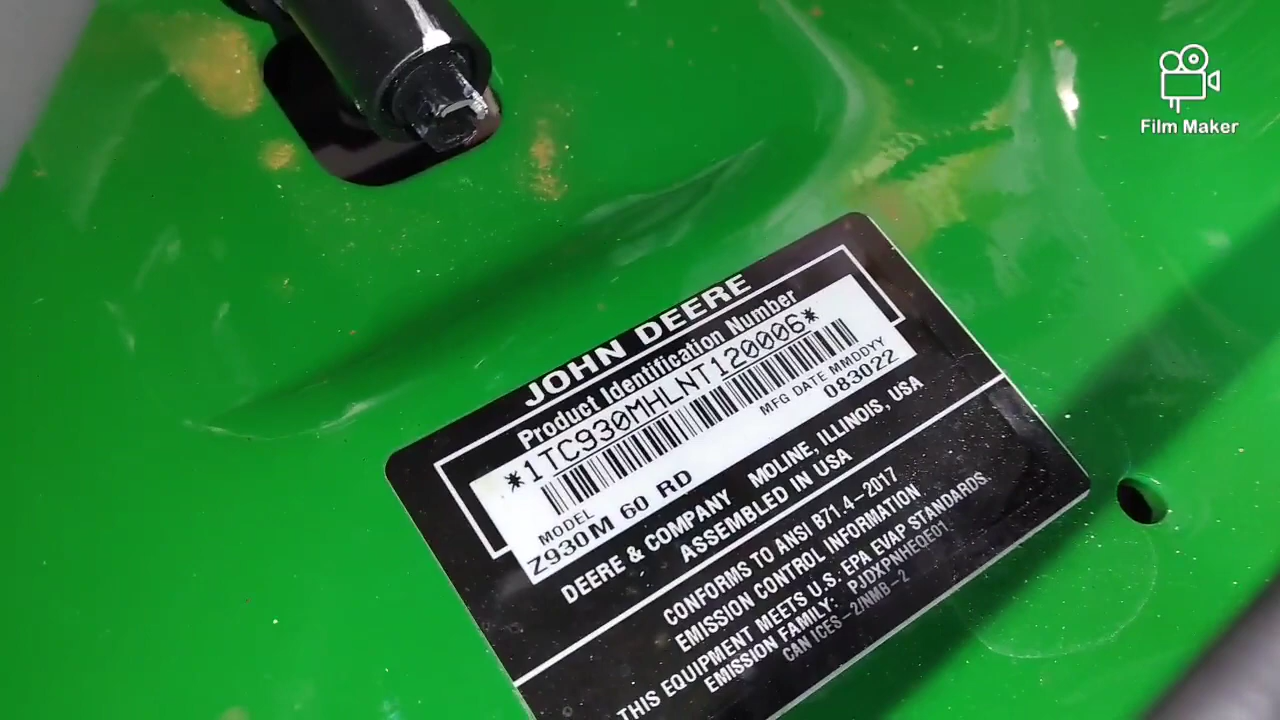 Film Maker
JOHN DEERE
Product Identification Number
*1TC930MHLNT120006*
MFG DATE MMDDYY
083022
MODEL
Z930M 60 RD
DEERE & COMPANY MOLINE, ILLINOIS, USA
ASSEMBLED IN USA
CONFORMS TO ANSI B71.4-2017
EMISSION CONTROL INFORMATION
THIS EQUIPMENT MEETS U.S. EPA EVAP STANDARDS.
EMISSION FAMILY: PJDXPNHEQE01.
CAN ICES-2/NMB-2